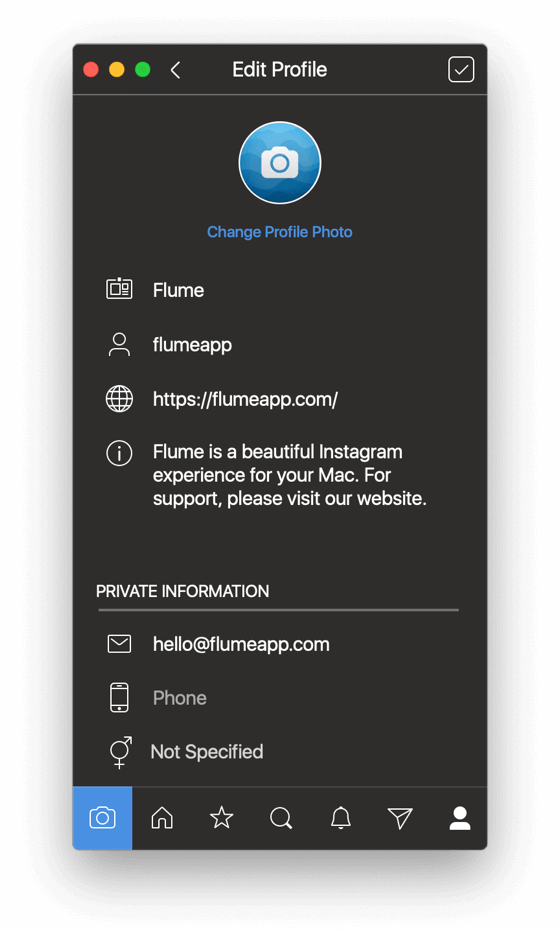 Edit Profile
Change Profile Photo
Flume
flumeapp
https://flumeapp.com/
Flume is a beautiful Instagram
experience for your Mac. For
support, please visit our website.
PRIVATE INFORMATION
hello@flumeapp.com
Phone
Not Specified